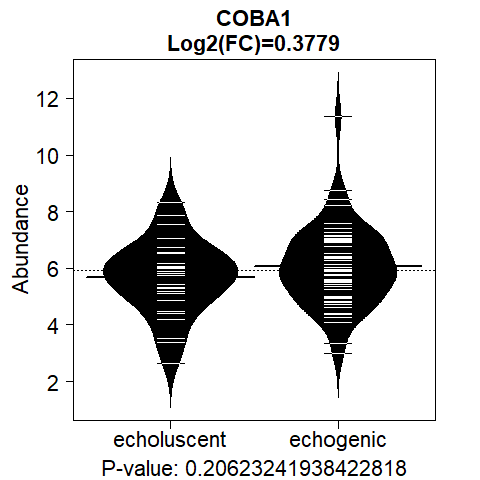 COBA1
Log2(FC)=0.3779
Abundance
12
10
8
6
4
2
echoluscent echogenic
P-value: 0.20623241938422818